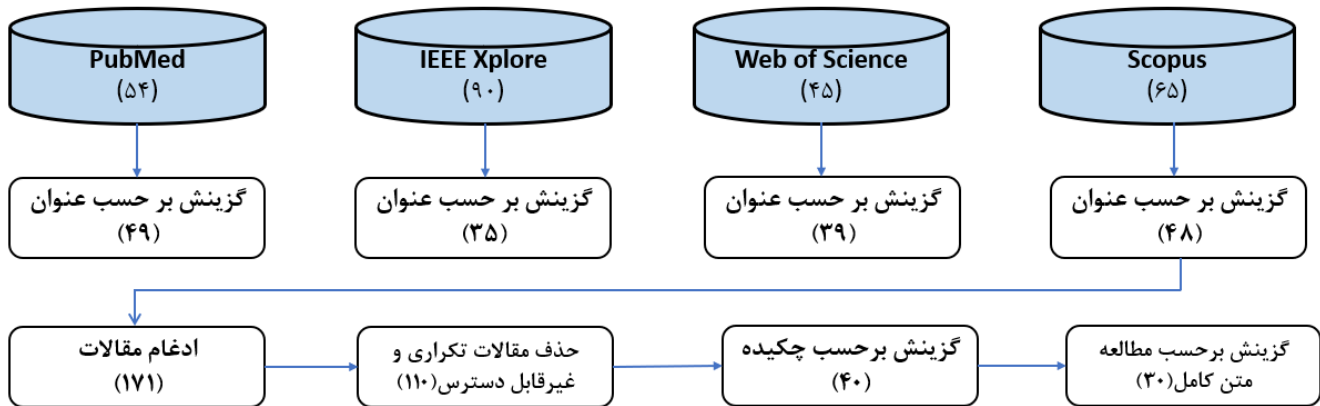 PubMed
(۵۴)
IEEE Xplore
(۹۰)
Web of Science
(۴۵)
Scopus
(۶۵)
گزینش بر حسب عنوان
(۴۹)
گزینش بر حسب عنوان
(۳۵)
گزینش بر حسب عنوان
(۳۹)
گزینش بر حسب عنوان
(۴۸)
ادغام مقالات
(۱۷۱)
حذف مقالات تکراری و
غیرقابل دسترس(۱۱۰)
گزینش برحسب چکیده
(۴۰)
گزینش برحسب مطالعه
متن کامل(۳۰)